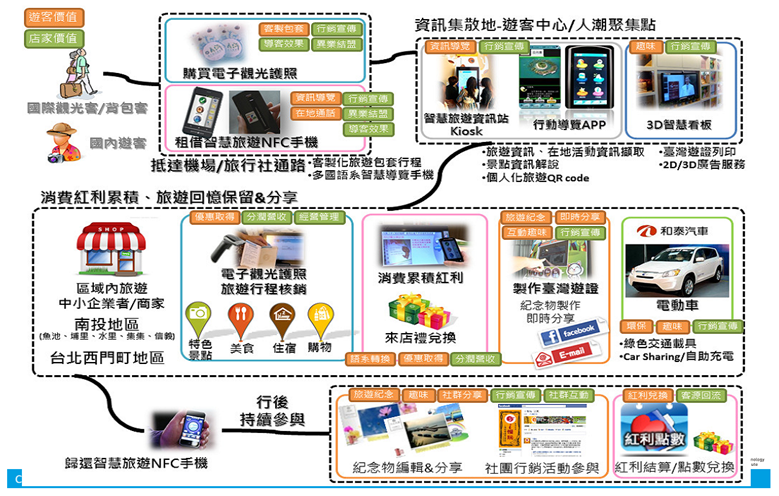 遊客價值
店家價值
國際觀光客/背包客
國內遊客
客製包套
行銷宣傳
導客效果
異業結盟
購買電子觀光護照
資訊導覽
行銷宣傳
在地通路
異業結盟
導客效果
租借智慧旅遊NFC手機
抵達機場/旅行社通路
•客製化旅遊包套行程
•多國語系智慧導覽手機
資訊集散地-遊客中心/人潮聚集點
資訊導覽
行銷宣傳
智慧旅遊資訊站
Kiosk
行動導覽APP
趣味
行銷宣傳
3D智慧看板
•旅遊資訊、在地活動資訊擷取
•景點資訊解說
•個人化旅遊QR code
•臺灣遊證列印
•2D/3D廣告服務
消費紅利累積、旅遊回憶保留&分享
SHOP
區域內旅遊
中小企業者/商家
南投地區
(魚池、埔里、水里、集集、信義)
台北西門町地區
優惠取得
分潤營收
經營管理
電子觀光護照
旅遊行程核銷
特色
景點
美食
住宿
購物
消費累積紅利
來店禮兌換
語系轉換
優惠取得
分潤營收
旅遊紀念
即時分享
互動趣味
行銷宣傳
製作臺灣遊證
紀念物製作
即時分享
facebook
E-mail
和泰汽車
電動車
環保
趣味
行銷宣傳
•綠色交通載具
•Car Sharing/自助充電
歸還智慧旅遊NFC手機
行後
持續參與
旅遊紀念
趣味
社群分享
行銷宣傳
社群互動
紀念物編輯&分享
社團行銷活動參與
紅利兌換
客源回流
紅利點數
紅利結算/點數兌換